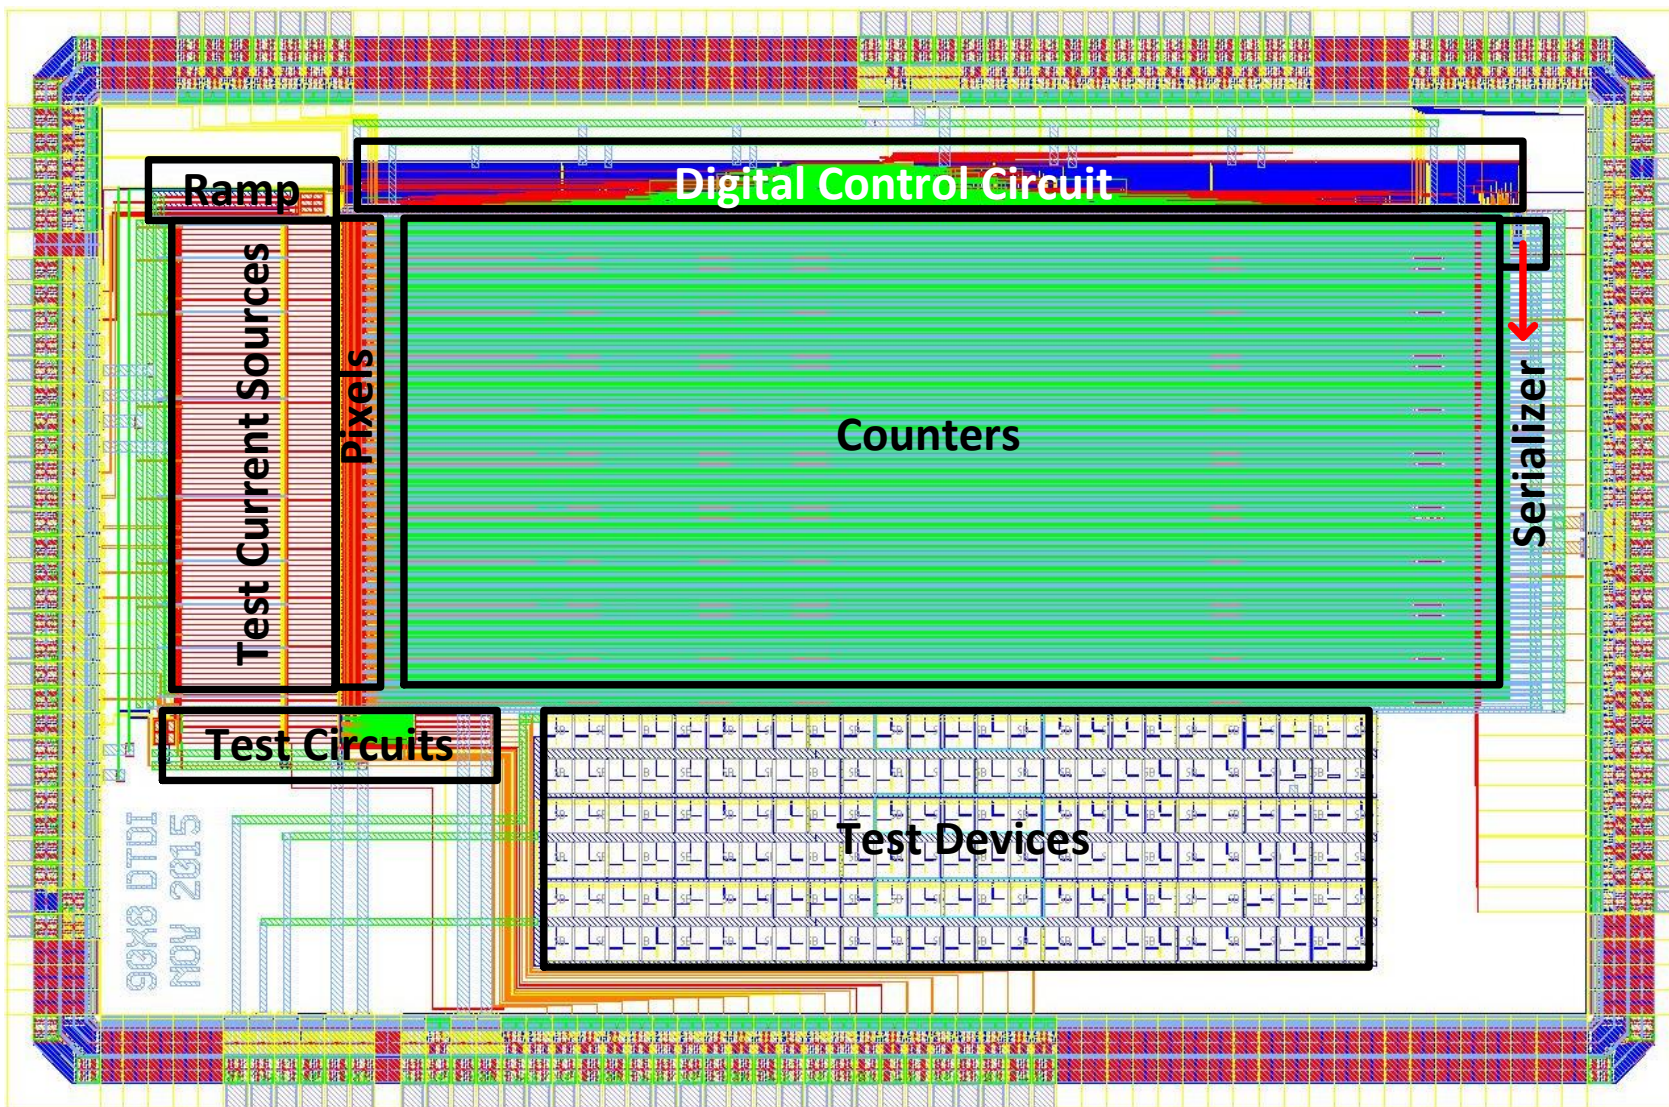 Ramp
Digital Control Circuit
Test Current Sources
Pixels
Counters
Serializer
Test Circuits
Test Devices
90X8 DTDI
NOV 2015